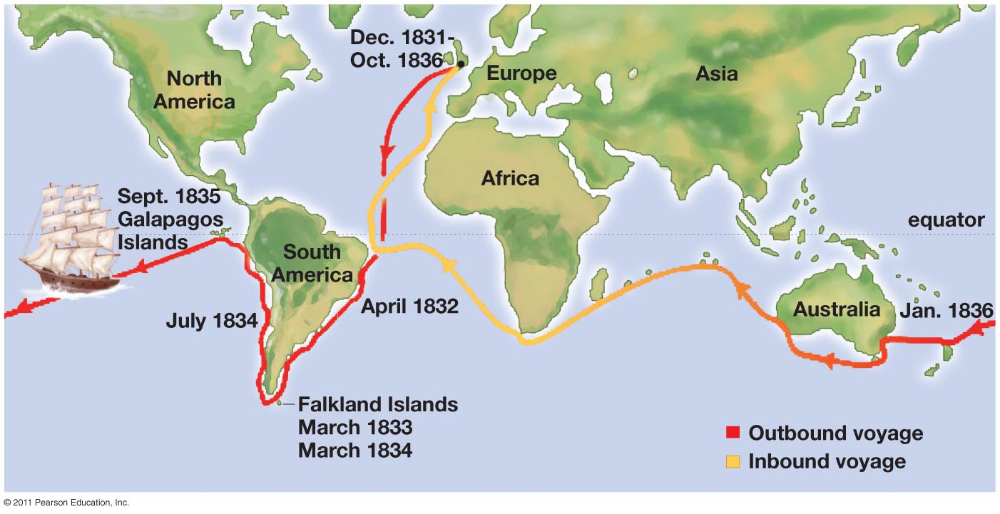 Dec. 1831-
Oct. 1836
North
America
Europe
Asia
Africa
Sept. 1835
Galapagos
Islands
equator
South
America
April 1832
July 1834
Australia
Jan. 1836
Falkland Islands
March 1833
March 1834
Outbound voyage
Inbound voyage
© 2011 Pearson Education, Inc.